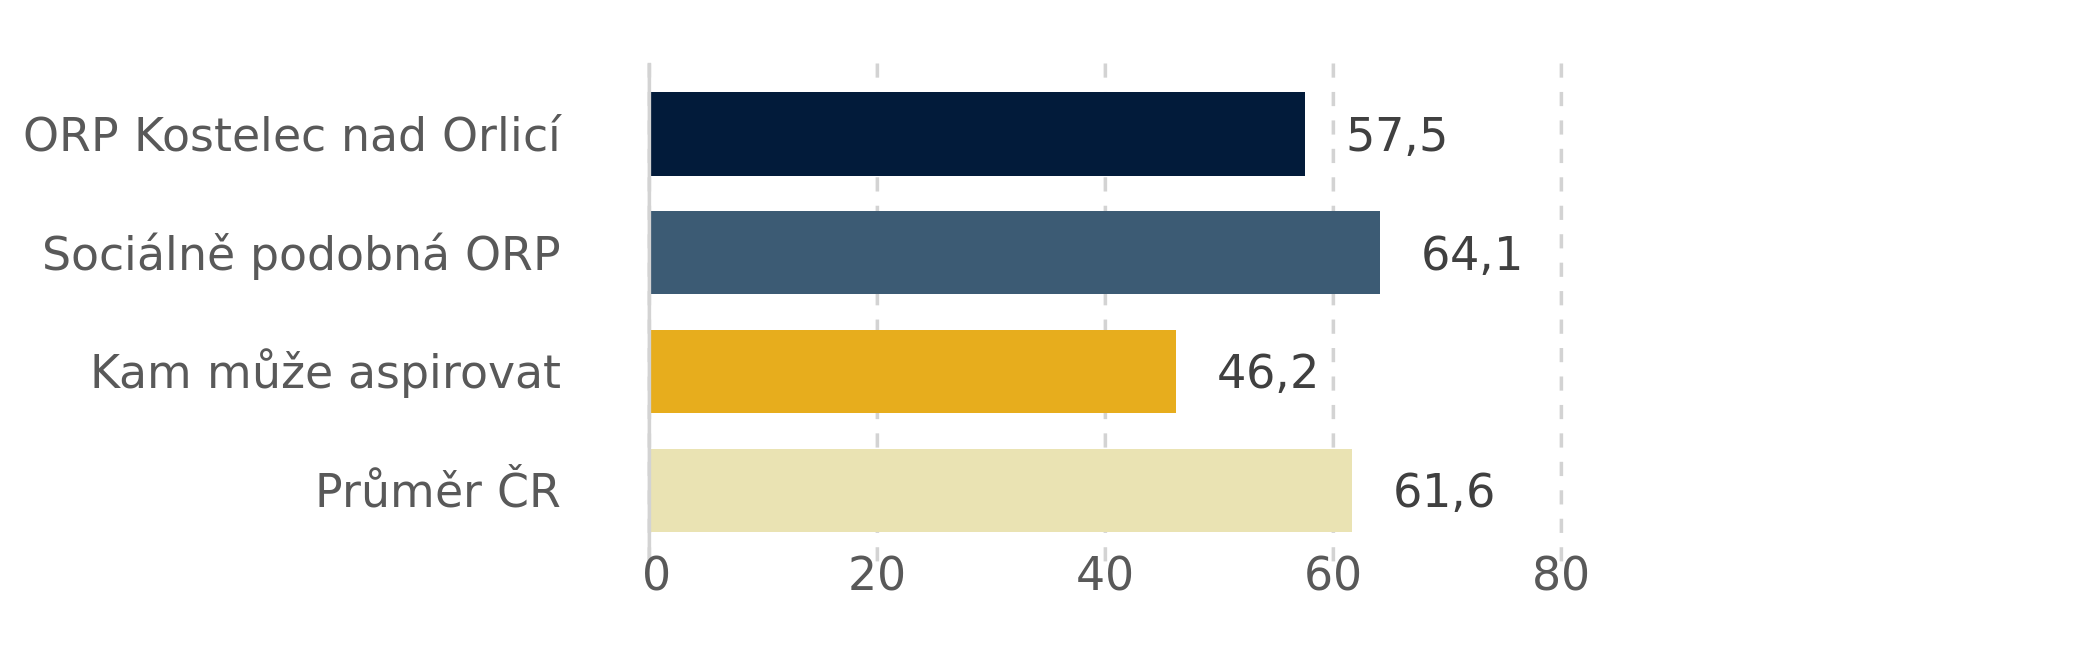 ORP Kostelec nad Orlicí 57,5
Sociálně podobná ORP 64,1
Kam může aspirovat 46,2
Průměr ČR 61,6
0 20 40 60 80